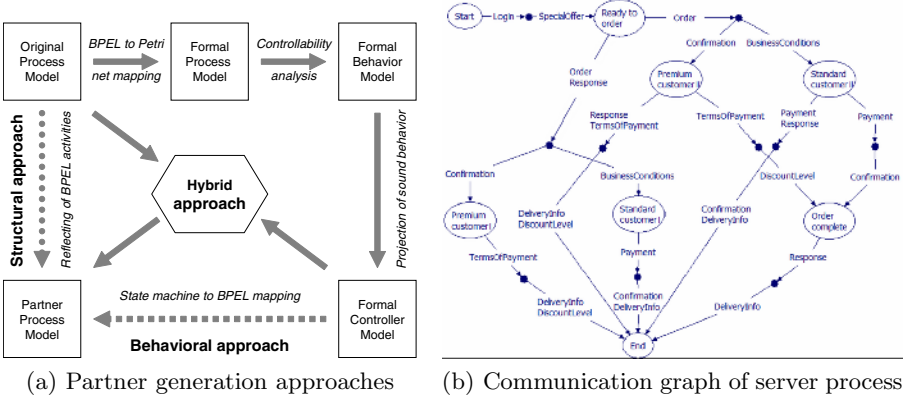 Original
Process
Model
BPEL to Petri
net mapping
Formal
Process
Model
Controllability
analysis
Formal
Behavior
Model
Structural approach
Reflecting of BPEL activities
Hybrid
approach
Projection of sound behavior
Partner
Process
Model
State machine to BPEL mapping
Behavioral approach
Formal
Controller
Model
(a) Partner generation approaches
Start
Login
SpecialOffer
Ready to
order
Order
Confirmation
BusinessConditions
Order
Response
Premium
customer II
Standard
customer II
Response
TermsOfPayment
TermsOfPayment
Payment
Response
Payment
Confirmation
BusinessConditions
DiscountLevel
Confirmation
Premium
customer I
DeliveryInfo
DiscountLevel
Standard
customer I
Confirmation
DeliveryInfo
Order
complete
TermsOfPayment
Payment
Response
DeliveryInfo
DiscountLevel
Confirmation
DeliveryInfo
DeliveryInfo
End
(b) Communication graph of server process